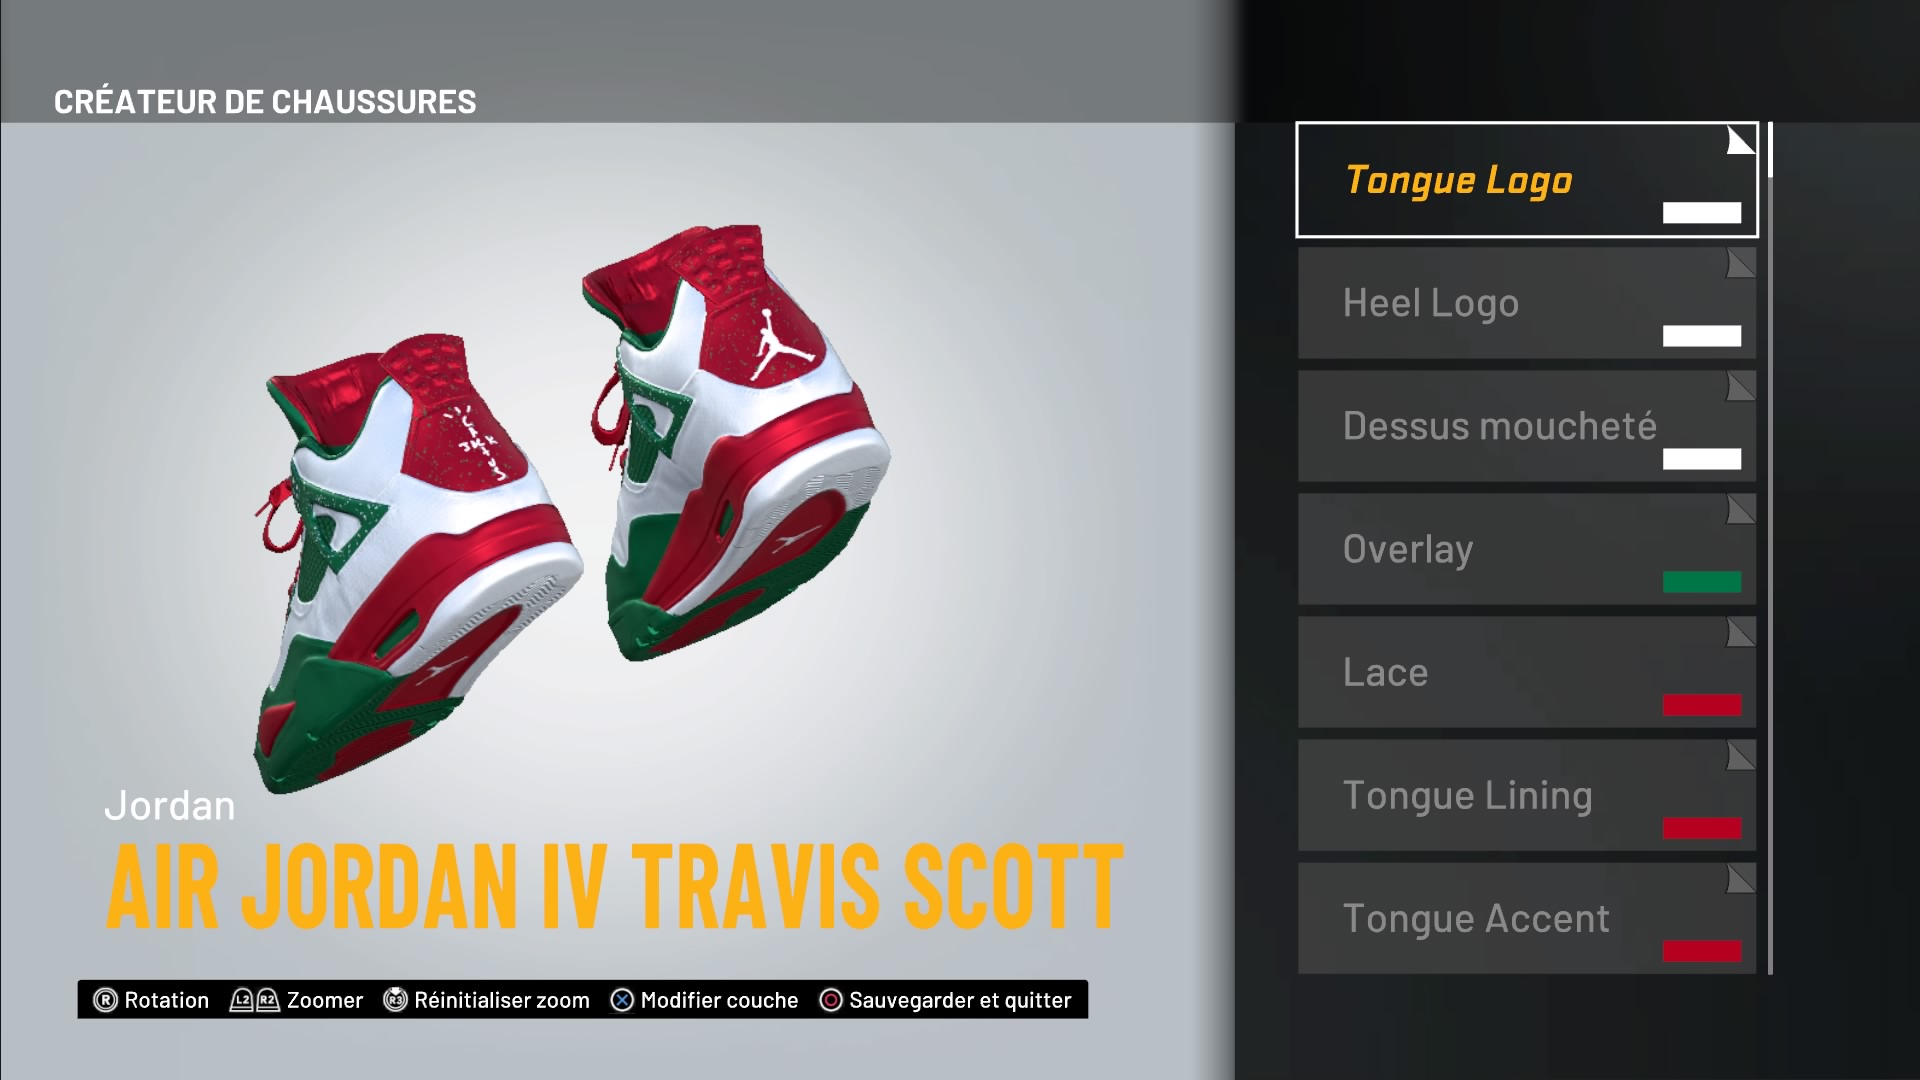 CRÉATEUR DE CHAUSSURES
Tongue Logo
Heel Logo
Dessus moucheté
Overlay
Lace
Tongue Lining
Tongue Accent
Jordan
AIR JORDAN IV TRAVIS SCOTT
R Rotation L2 R2 Zoomer R3 Réinitialiser zoom Modifier couche Sauvegarder et quitter